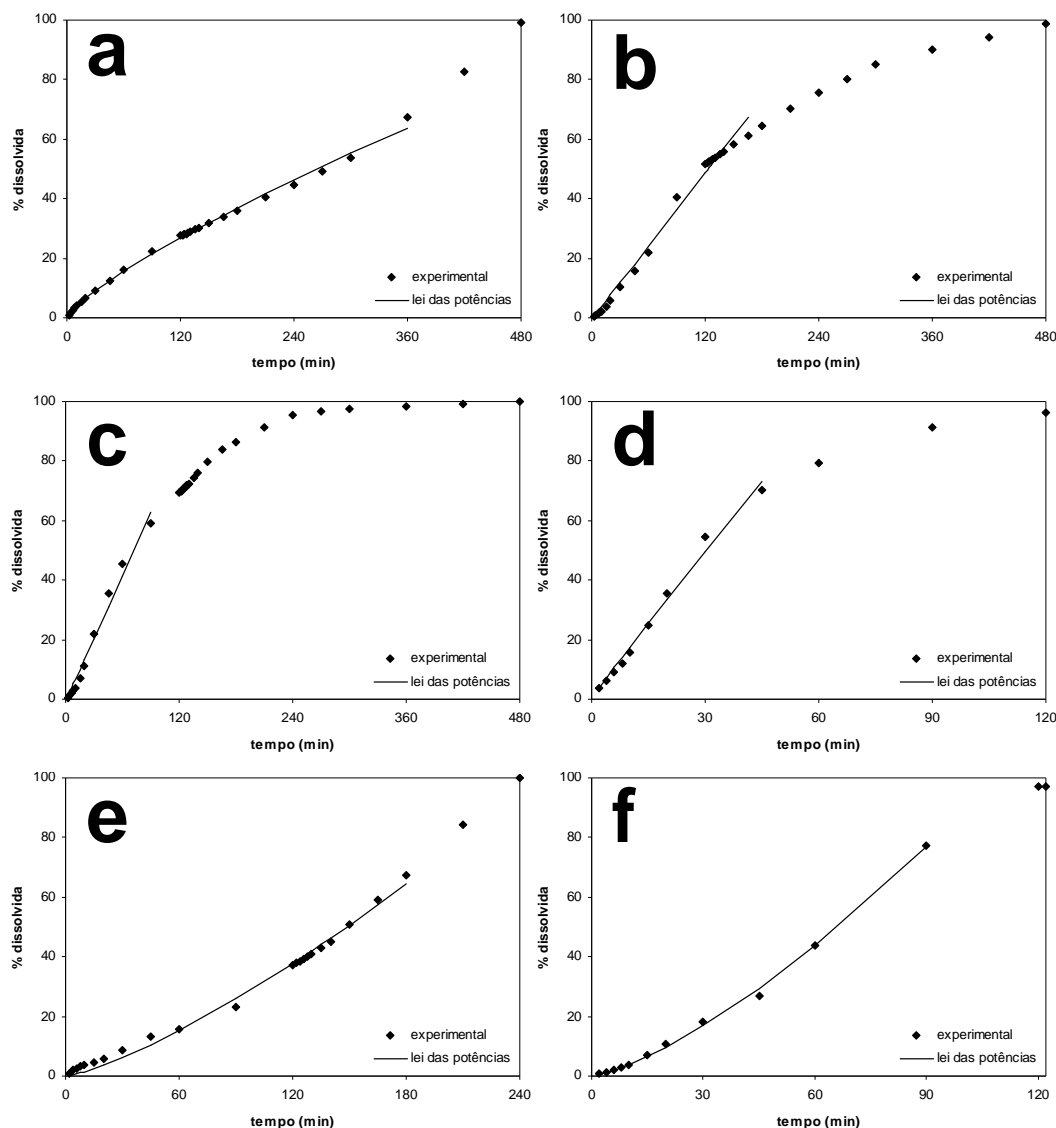 a
100
80
60
40
20
0
% dissolvida
experimental
lei das potências
0 120 240 360 480
tempo (min)
b
100
80
60
40
20
0
% dissolvida
experimental
lei das potências
0 120 240 360 480
tempo (min)
c
100
80
60
40
20
0
% dissolvida
experimental
lei das potências
0 120 240 360 480
tempo (min)
d
100
80
60
40
20
0
% dissolvida
experimental
lei das potências
0 30 60 90 120
tempo (min)
e
100
80
60
40
20
0
% dissolvida
experimental
lei das potências
0 60 120 180 240
tempo (min)
f
100
80
60
40
20
0
% dissolvida
experimental
lei das potências
0 30 60 90 120
tempo (min)